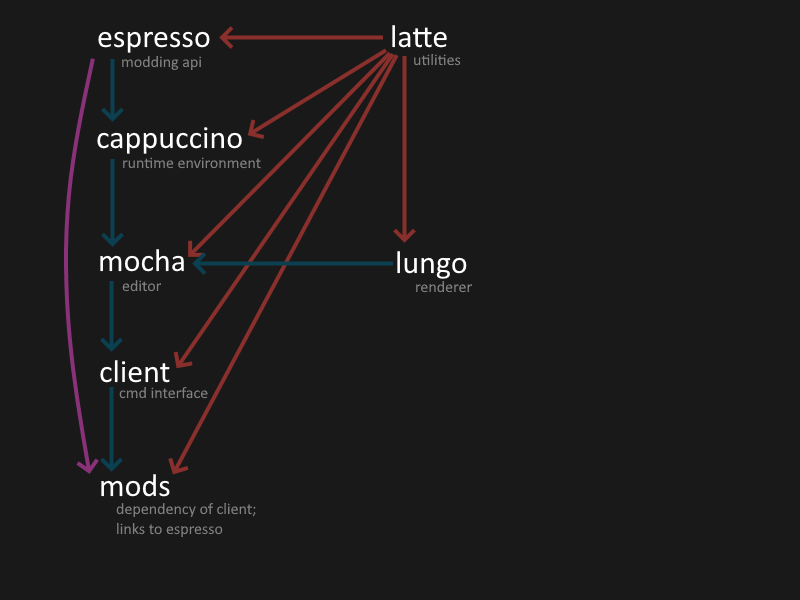 espresso
modding api
latte
utilities
cappuccino
runtime environment
mocha
editor
lungo
renderer
client
cmd interface
mods
dependency of client;
links to espresso